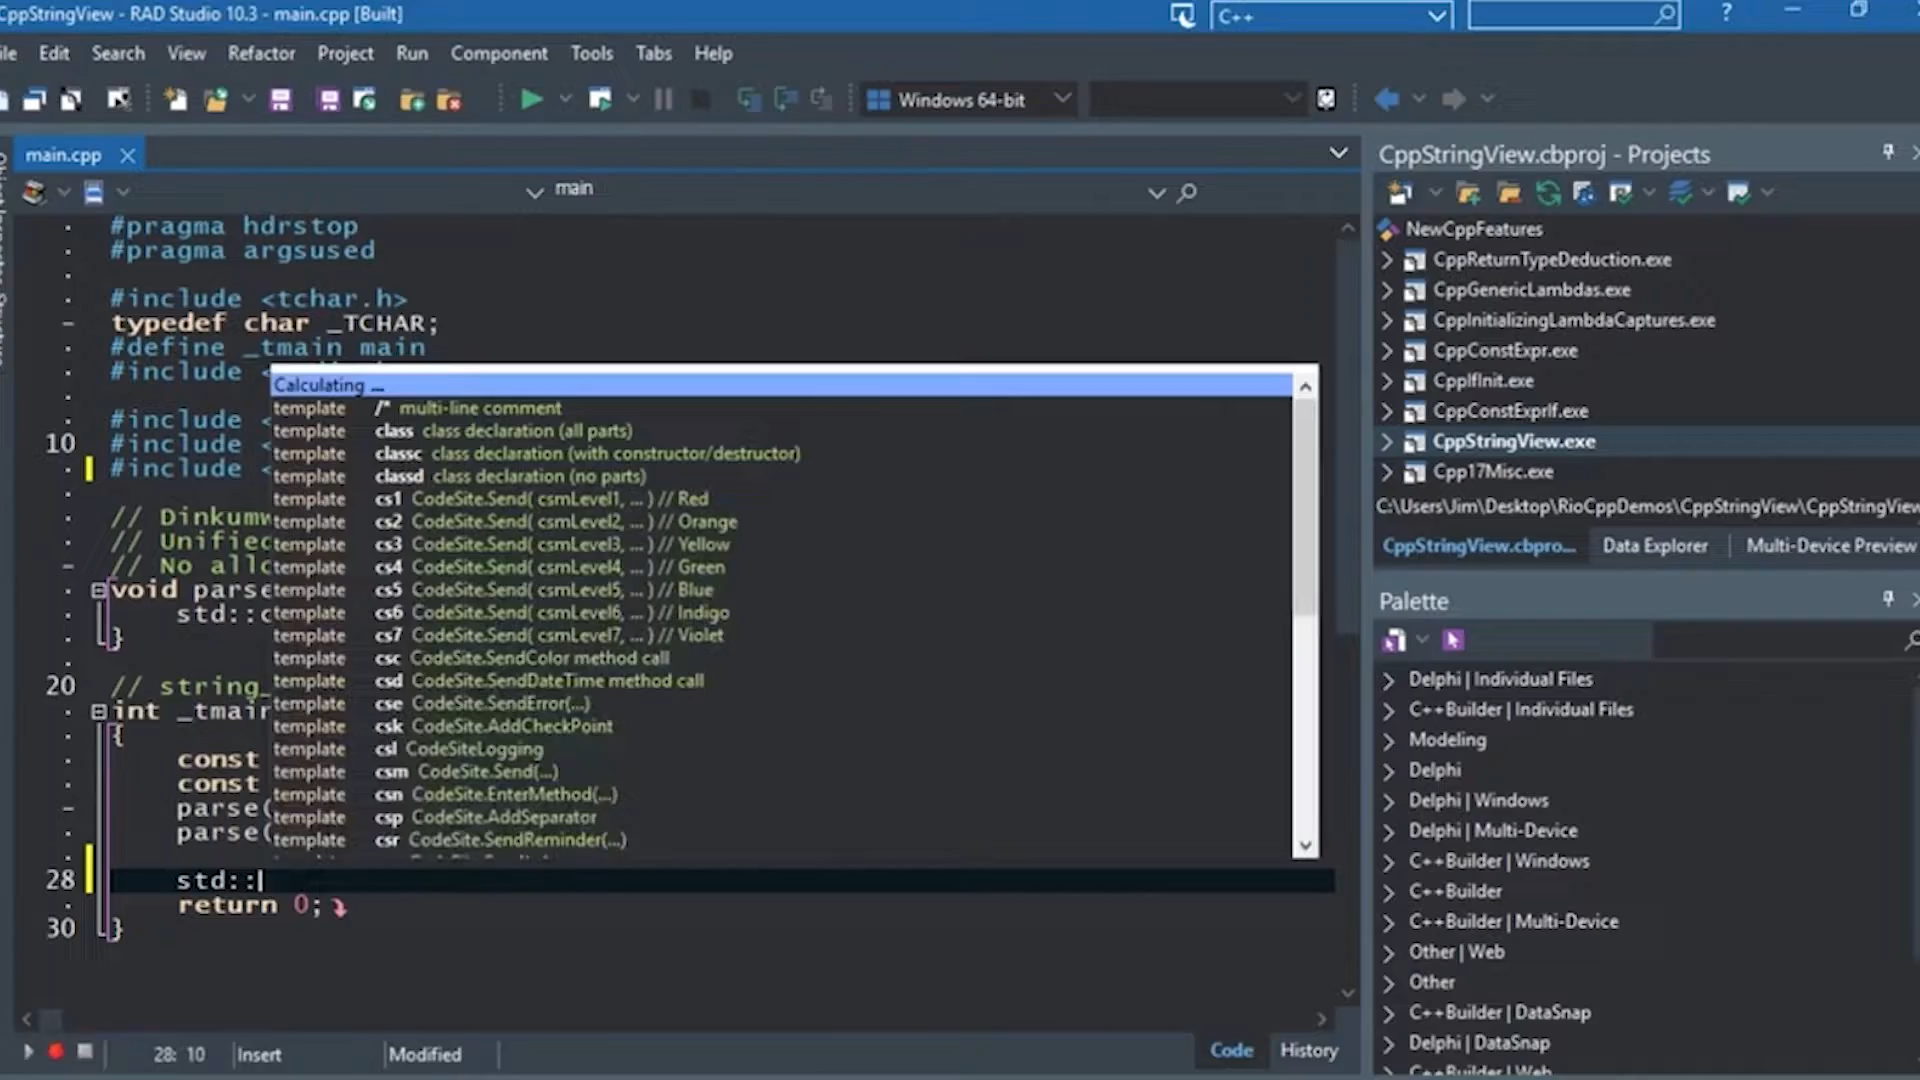 CppStringView - RAD Studio 10.3 - main.cpp [Built]
C++
?
Edit Search View Refactor Project Run Component Tools Tabs Help
Windows 64-bit
main.cpp
main
#pragma hdrstop
#pragma argsused
#include <tchar.h>
typedef char _TCHAR;
#define _tmain main
#include <
#include <
10 #include <
#include <
// Dinkumw
// Unified
// No allo
void parse
std::c
}
20 // string_
int _tmain
{
const
const
parse(
parse(
28 std::
return 0;
30 }
Calculating ...
template /* multi-line comment
template class class declaration (all parts)
template classc class declaration (with constructor/destructor)
template classd class declaration (no parts)
template cs1 CodeSite.Send( csmLevel1, ... ) // Red
template cs2 CodeSite.Send( csmLevel2, ... ) // Orange
template cs3 CodeSite.Send( csmLevel3, ... ) // Yellow
template cs4 CodeSite.Send( csmLevel4, ... ) // Green
template cs5 CodeSite.Send( csmLevel5, ... ) // Blue
template cs6 CodeSite.Send( csmLevel6, ... ) // Indigo
template cs7 CodeSite.Send( csmLevel7, ... ) // Violet
template csc CodeSite.SendColor method call
template csd CodeSite.SendDateTime method call
template cse CodeSite.SendError(...)
template csk CodeSite.AddCheckPoint
template csl CodeSiteLogging
template csm CodeSite.Send(...)
template csn CodeSite.EnterMethod(...)
template csp CodeSite.AddSeparator
template csr CodeSite.SendReminder(...)
28: 10 Insert Modified
Code History
CppStringView.cbproj - Projects
NewCppFeatures
CppReturnTypeDeduction.exe
CppGenericLambdas.exe
CppInitializingLambdaCaptures.exe
CppConstExpr.exe
CppIfInit.exe
CppConstExprIf.exe
CppStringView.exe
Cpp17Misc.exe
C:\Users\Jim\Desktop\RioCppDemos\CppStringView\CppStringView
CppStringView.cbpro... Data Explorer Multi-Device Preview
Palette
Delphi | Individual Files
C++Builder | Individual Files
Modeling
Delphi
Delphi | Windows
Delphi | Multi-Device
C++Builder | Windows
C++Builder
C++Builder | Multi-Device
Other | Web
Other
C++Builder | DataSnap
Delphi | DataSnap
C++Builder | Web